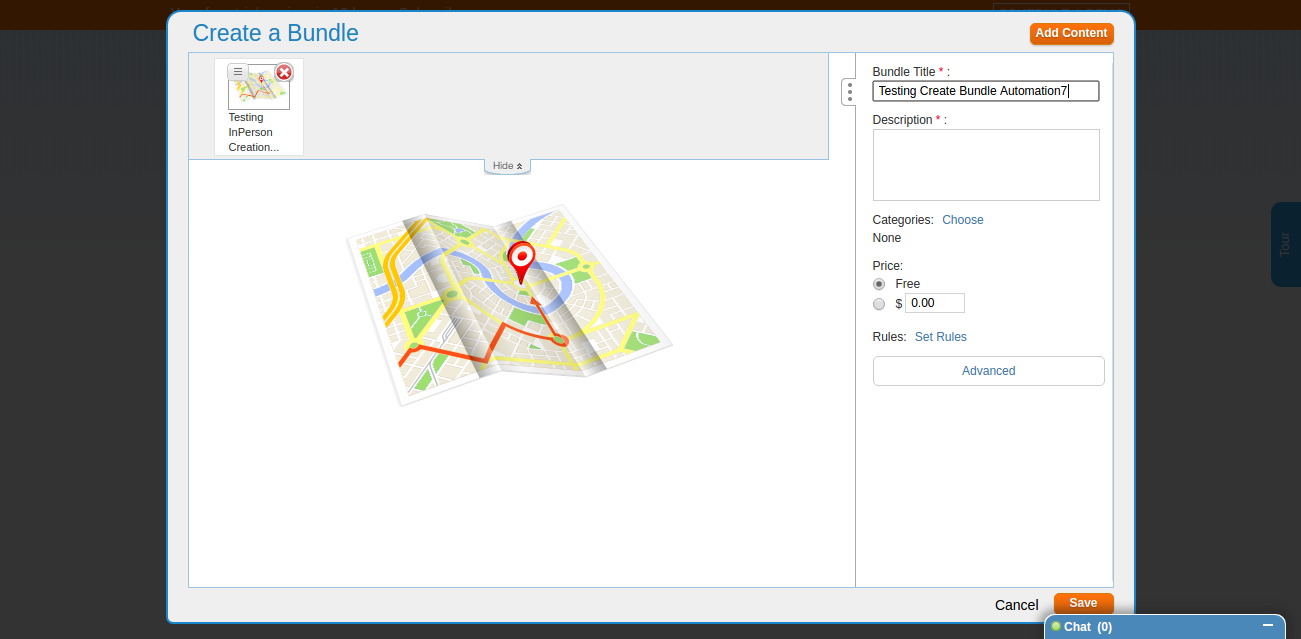 Create a Bundle
Add Content
Testing
InPerson
Creation...
Hide
Bundle Title * :
Testing Create Bundle Automation7
Description * :
Categories: Choose
None
Price:
Free
$ 0.00
Rules: Set Rules
Advanced
Tour
Cancel
Save
Chat (0)